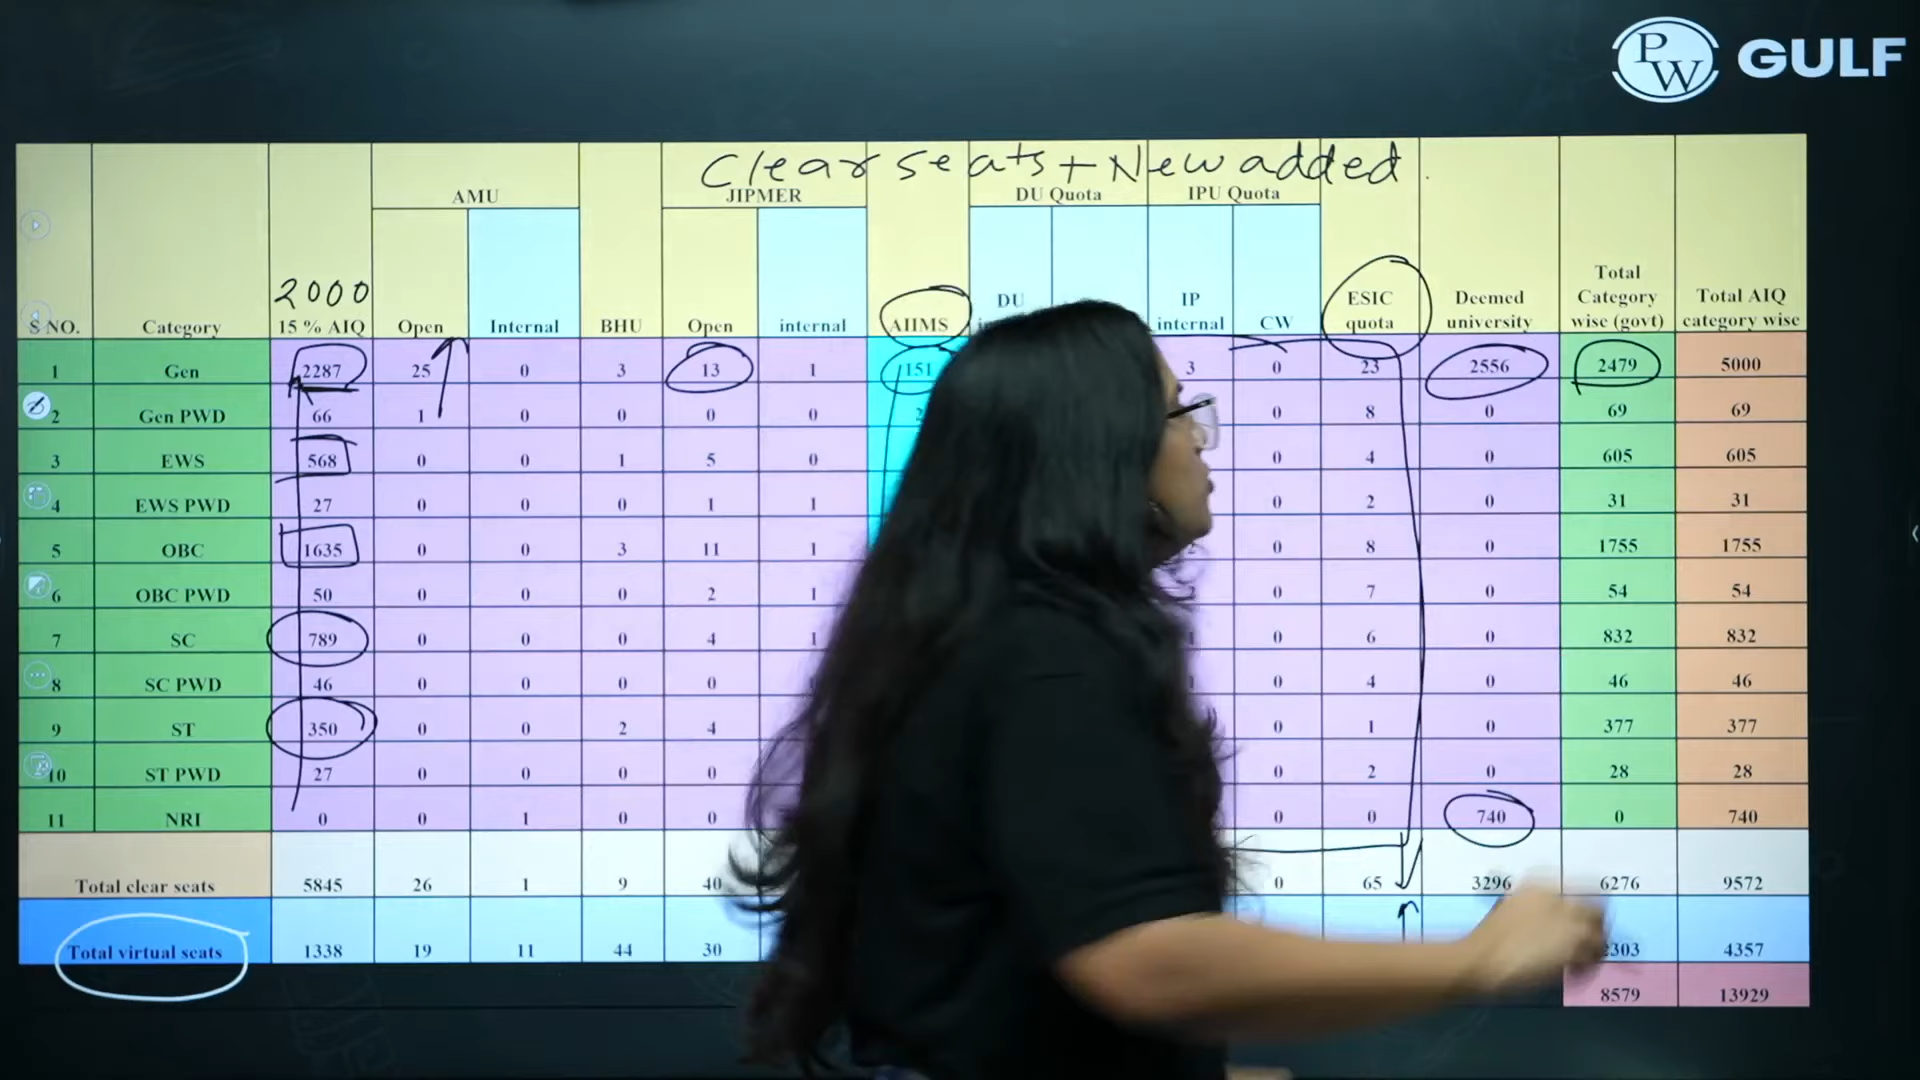 PW GULF
Clear seats + New added
AMU JIPMER DU Quota IPU Quota
2000
S NO. Category 15 % AIQ Open Internal BHU Open internal AIIMS DU IP internal CW ESIC quota Deemed university Total Category wise (govt) Total AIQ category wise
1 Gen 2287 25 0 3 13 1 151 3 0 23 2556 2479 5000
2 Gen PWD 66 1 0 0 0 0 0 8 0 69 69
3 EWS 568 0 0 1 5 0 0 4 0 605 605
4 EWS PWD 27 0 0 0 1 1 0 2 0 31 31
5 OBC 1635 0 0 3 11 1 0 8 0 1755 1755
6 OBC PWD 50 0 0 0 2 1 0 7 0 54 54
7 SC 789 0 0 0 4 1 0 6 0 832 832
8 SC PWD 46 0 0 0 0 0 4 0 46 46
9 ST 350 0 0 2 4 0 1 0 377 377
10 ST PWD 27 0 0 0 0 0 2 0 28 28
11 NRI 0 0 1 0 0 0 0 740 0 740
Total clear seats 5845 26 1 9 40 0 65 3296 6276 9572
Total virtual seats 1338 19 11 44 30 4357
8579 13929